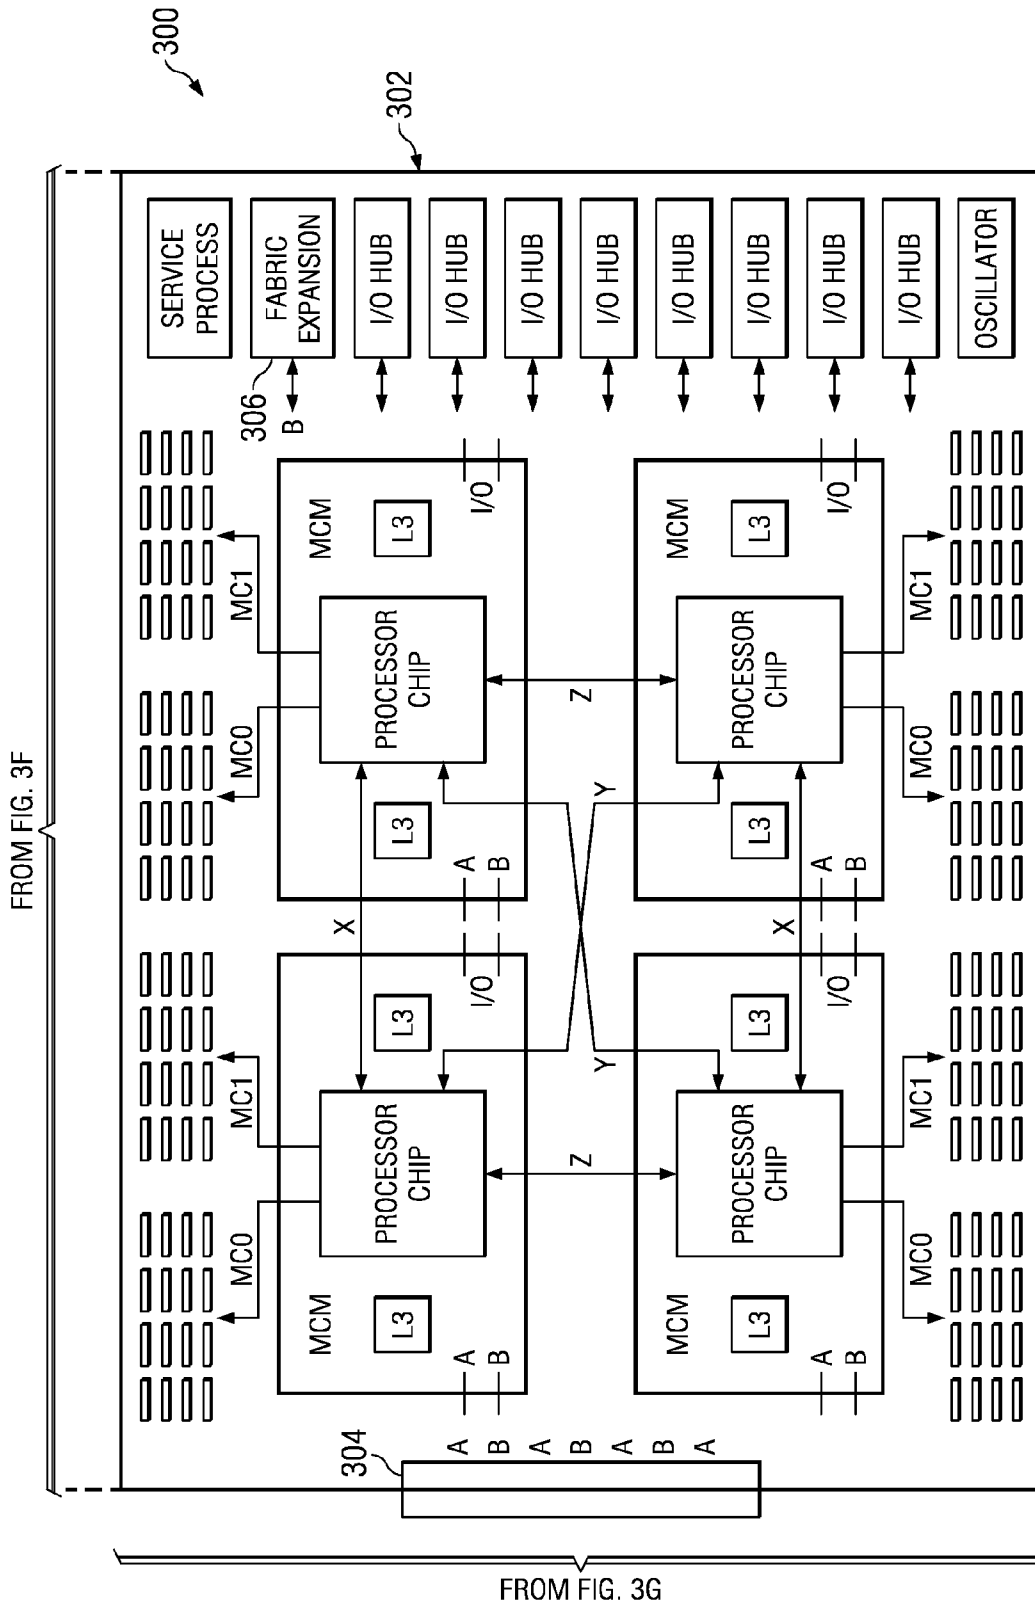 FROM FIG. 3F
300
302
SERVICE
PROCESS
FABRIC
EXPANSION
306
B
I/O HUB
I/O HUB
I/O HUB
I/O HUB
I/O HUB
I/O HUB
I/O HUB
I/O HUB
OSCILLATOR
MC0
MC1
MC0
MC1
MCM
L3
PROCESSOR
CHIP
L3
A
B
I/O
X
MCM
L3
PROCESSOR
CHIP
L3
A
B
I/O
Z
Y
Y
Z
MCM
L3
PROCESSOR
CHIP
L3
A
B
I/O
X
MCM
L3
PROCESSOR
CHIP
L3
A
B
I/O
MC0
MC1
MC0
MC1
304
A
B
A
B
A
B
A
FROM FIG. 3G